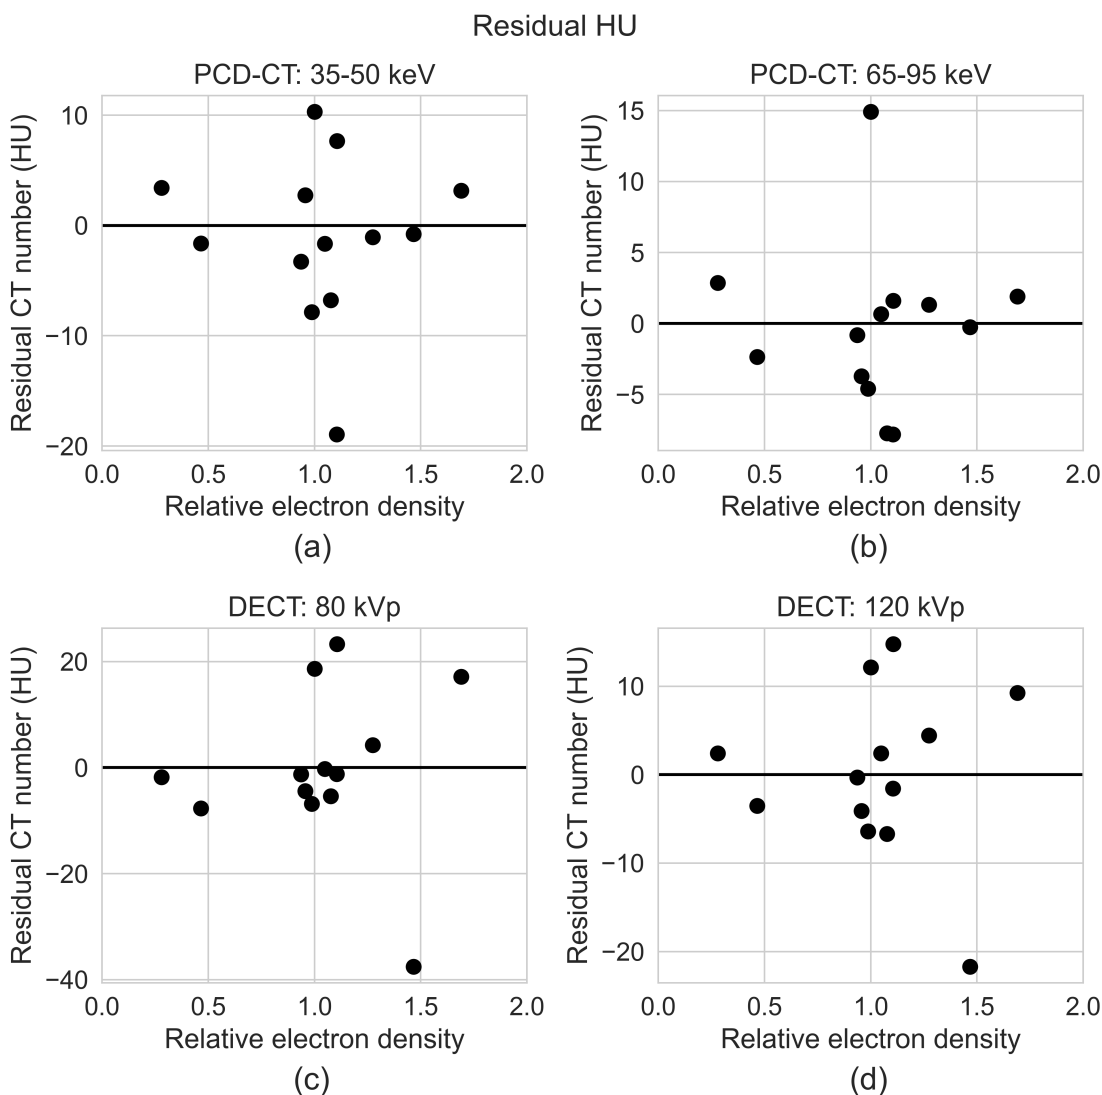 Residual HU
PCD-CT: 35-50 keV
Residual CT number (HU)
10
0
−10
−20
0.0 0.5 1.0 1.5 2.0
Relative electron density
(a)
PCD-CT: 65-95 keV
Residual CT number (HU)
15
10
5
0
−5
0.0 0.5 1.0 1.5 2.0
Relative electron density
(b)
DECT: 80 kVp
Residual CT number (HU)
20
0
−20
−40
0.0 0.5 1.0 1.5 2.0
Relative electron density
(c)
DECT: 120 kVp
Residual CT number (HU)
10
0
−10
−20
0.0 0.5 1.0 1.5 2.0
Relative electron density
(d)